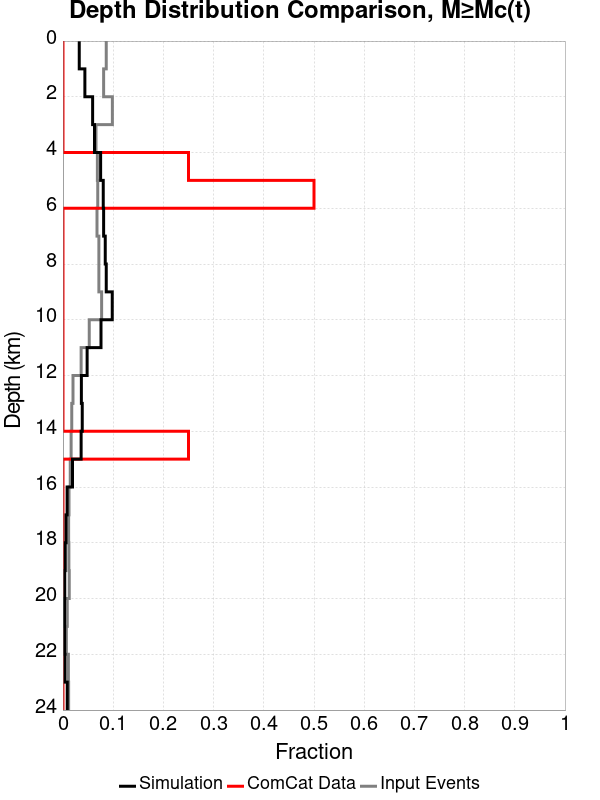 Depth Distribution Comparison, M≥Mc(t)
0
2
4
6
8
10
12
14
16
18
20
22
24
Depth (km)
0 0.1 0.2 0.3 0.4 0.5 0.6 0.7 0.8 0.9 1
Fraction
Simulation ComCat Data Input Events